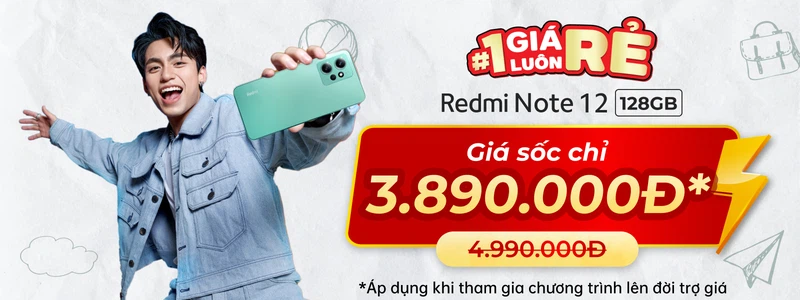 #1 GIÁ LUÔN RẺ
Redmi Note 12 128GB
Giá sốc chỉ
3.890.000Đ*
4.990.000Đ
*Áp dụng khi tham gia chương trình lên đời trợ giá
Redmi